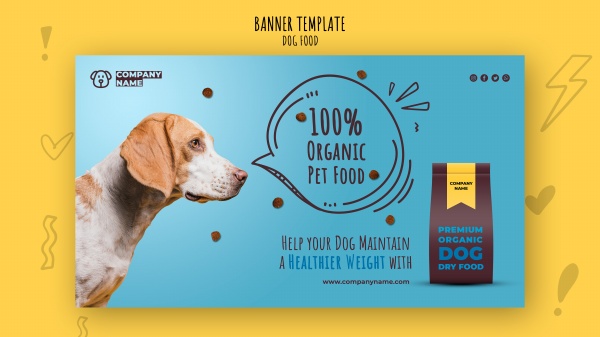 BANNER TEMPLATE
DOG FOOD
COMPANY
NAME
100%
ORGANIC
PET FOOD
COMPANY
NAME
PREMIUM
ORGANIC
DOG
DRY FOOD
HELP YOUR DOG MAINTAIN
A HEALTHIER WEIGHT WITH
www.companyname.com